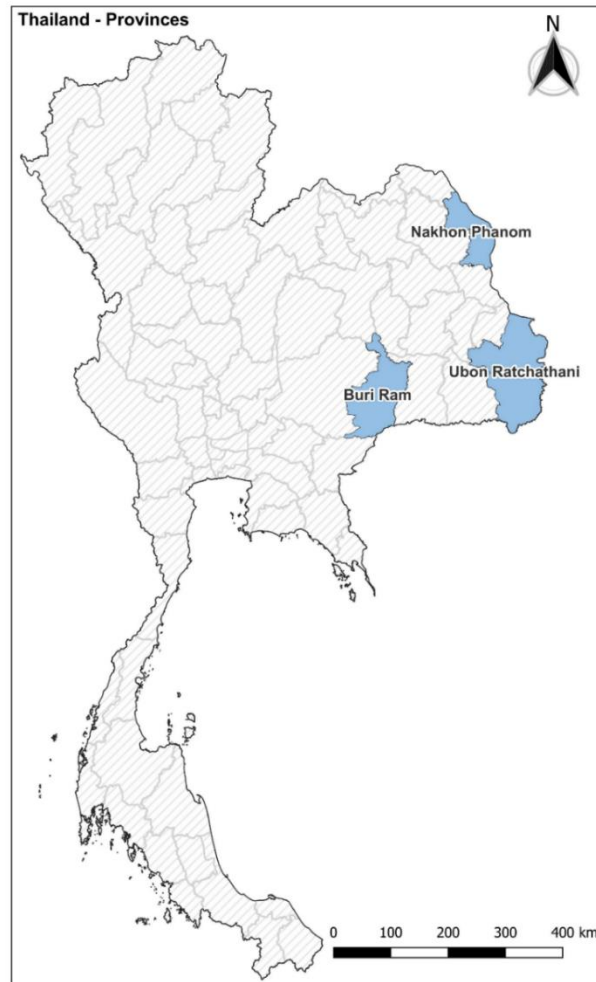 Thailand - Provinces
N
Nakhon Phanom
Ubon Ratchathani
Buri Ram
0 100 200 300 400 km